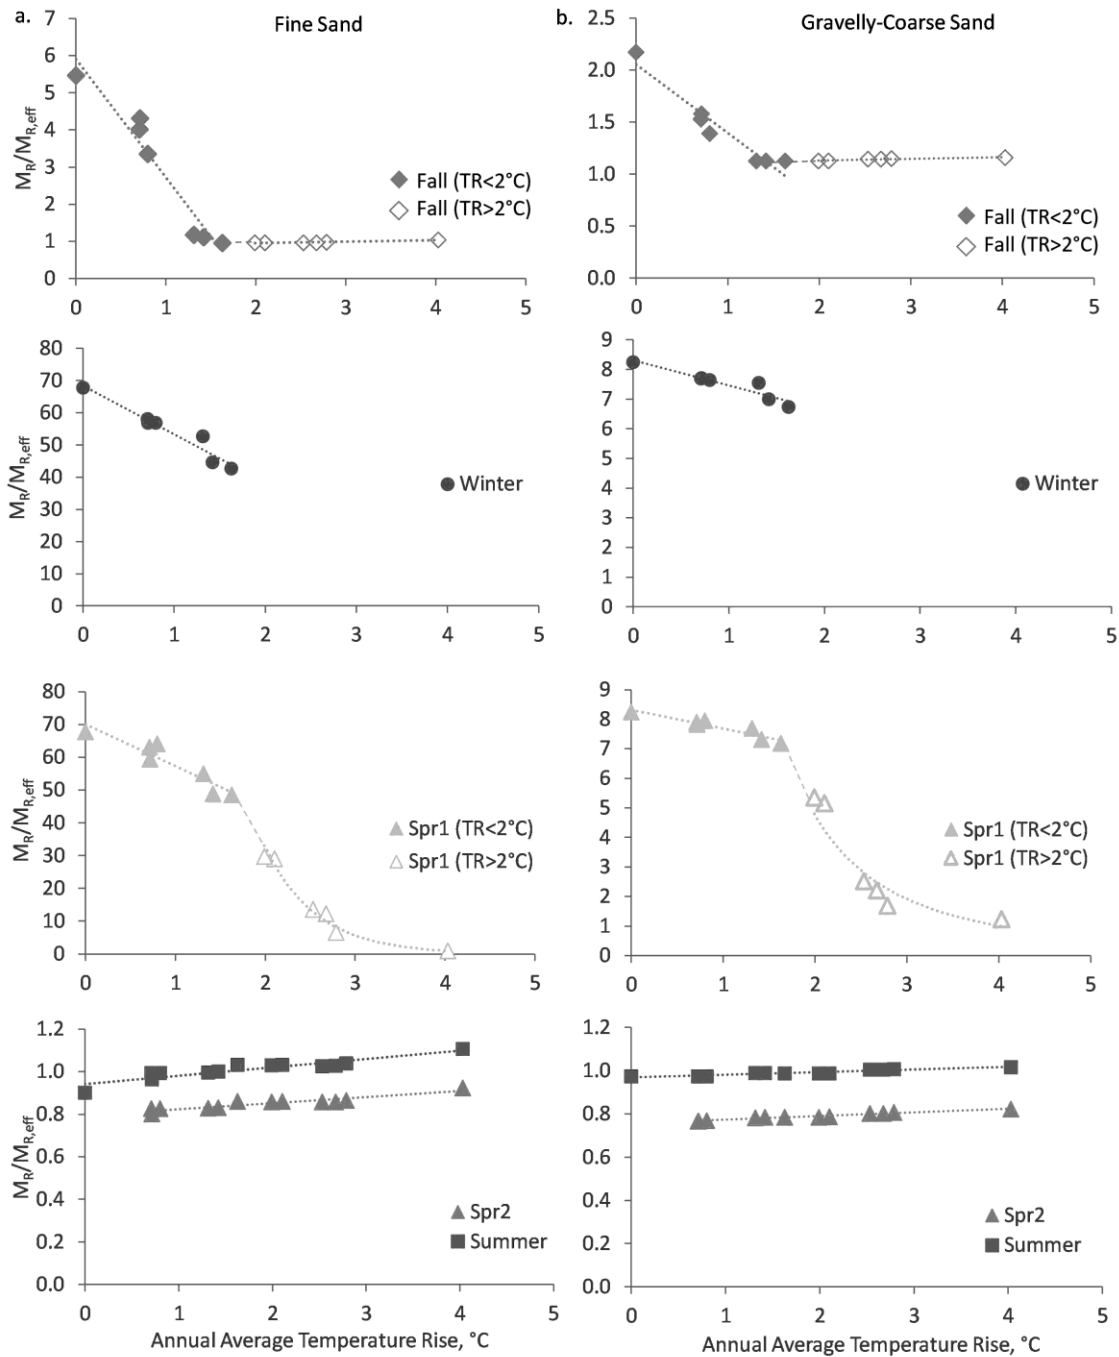 a.
Fine Sand
7
6
5
4
3
2
1
0
M_R/M_R,eff
Fall (TR<2°C)
Fall (TR>2°C)
0 1 2 3 4 5
b.
Gravelly-Coarse Sand
2.5
2.0
1.5
1.0
0.5
0.0
Fall (TR<2°C)
Fall (TR>2°C)
0 1 2 3 4 5
80
70
60
50
40
30
20
10
0
M_R/M_R,eff
Winter
0 1 2 3 4 5
9
8
7
6
5
4
3
2
1
0
Winter
0 1 2 3 4 5
80
70
60
50
40
30
20
10
0
M_R/M_R,eff
Spr1 (TR<2°C)
Spr1 (TR>2°C)
0 1 2 3 4 5
9
8
7
6
5
4
3
2
1
0
Spr1 (TR<2°C)
Spr1 (TR>2°C)
0 1 2 3 4 5
1.2
1.0
0.8
0.6
0.4
0.2
0.0
M_R/M_R,eff
Spr2
Summer
0 1 2 3 4 5
Annual Average Temperature Rise, °C
1.2
1.0
0.8
0.6
0.4
0.2
0.0
Spr2
Summer
0 1 2 3 4 5
Annual Average Temperature Rise, °C